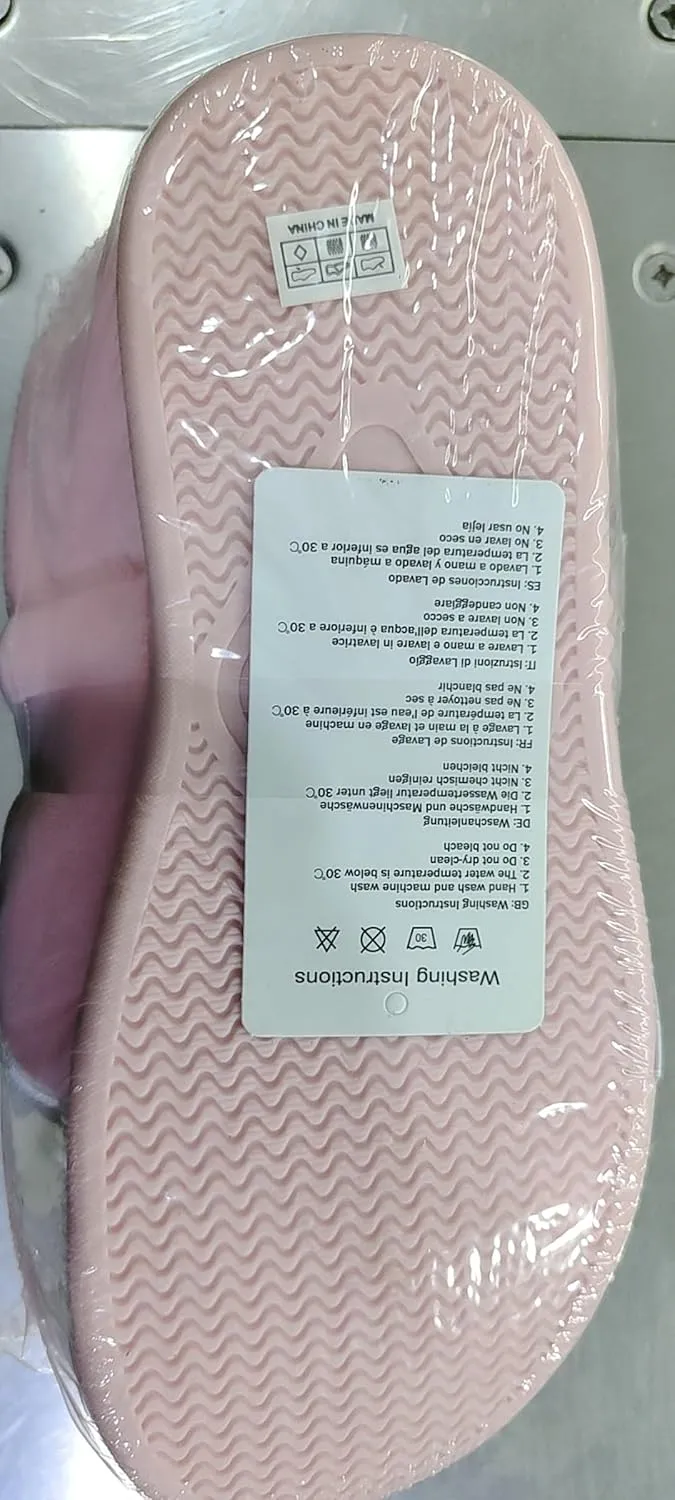 Washing Instructions
30
GB: Washing Instructions
1. Hand wash and machine wash
2. The water temperature is below 30℃
3. Do not dry-clean
4. Do not bleach
DE: Waschanleitung
1. Handwäsche und Maschinenwäsche
2. Die Wassertemperatur liegt unter 30℃
3. Nicht chemisch reinigen
4. Nicht bleichen
FR: Instructions de Lavage
1. Lavage à la main et lavage en machine
2. La température de l'eau est inférieure à 30℃
3. Ne pas nettoyer à sec
4. Ne pas blanchir
IT: Istruzioni di Lavaggio
1. Lavare a mano e lavare in lavatrice
2. La temperatura dell'acqua è inferiore a 30℃
3. Non lavare a secco
4. Non candeggiare
ES: Instrucciones de Lavado
1. Lavado a mano y lavado a máquina
2. La temperatura del agua es inferior a 30℃
3. No lavar en seco
4. No usar lejía
MADE IN CHINA